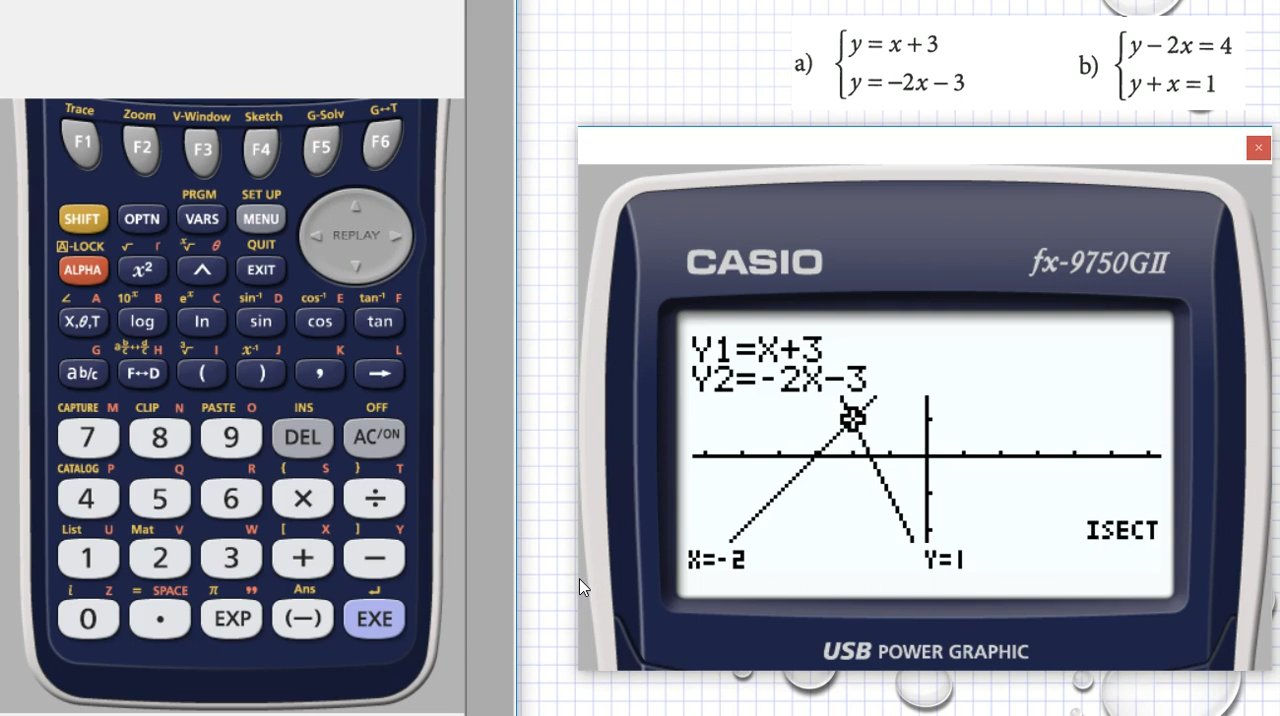 a) y = x + 3
y = −2x − 3
b) y − 2x = 4
y + x = 1
Trace Zoom V-Window Sketch G-Solv G↔T
F1 F2 F3 F4 F5 F6
PRGM SET UP
SHIFT OPTN VARS MENU
REPLAY
A-LOCK √ r ˣ√ θ QUIT
ALPHA x² ^ EXIT
∠ A 10ˣ B eˣ C sin⁻¹ D cos⁻¹ E tan⁻¹ F
X,θ,T log ln sin cos tan
a b/c↔d/c G H ³√ I x⁻¹ J K L
a b/c F↔D ( ) , →
CAPTURE M CLIP N PASTE O INS OFF
7 8 9 DEL AC/ON
CATALOG P Q R { S } T
4 5 6 × ÷
List U Mat V W [ X ] Y
1 2 3 + −
i Z = SPACE π " Ans ↵
0 . EXP (−) EXE
CASIO
fx-9750GII
Y1=X+3
Y2=-2X-3
ISECT
X=-2 Y=1
USB POWER GRAPHIC